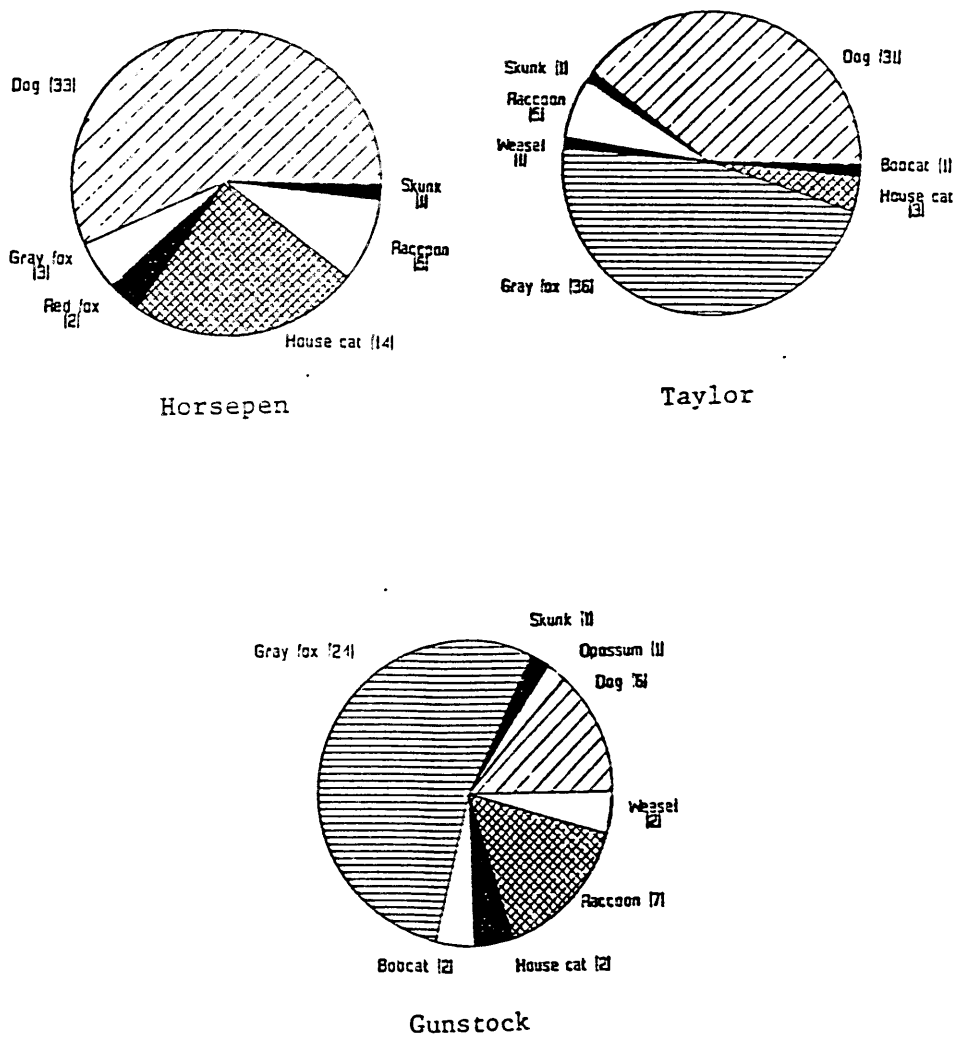 Dog (33)
Skunk
(1)
Raccoon
(5)
House cat (14)
Red fox
(2)
Gray fox
(3)
Horsepen
Dog (31)
Skunk (1)
Raccoon
(5)
Weasel
(1)
Bobcat (1)
House cat
(3)
Gray fox (36)
Taylor
Skunk (1)
Opossum (1)
Dog (6)
Gray fox (24)
Weasel
(2)
Raccoon (7)
House cat (2)
Bobcat (2)
Gunstock